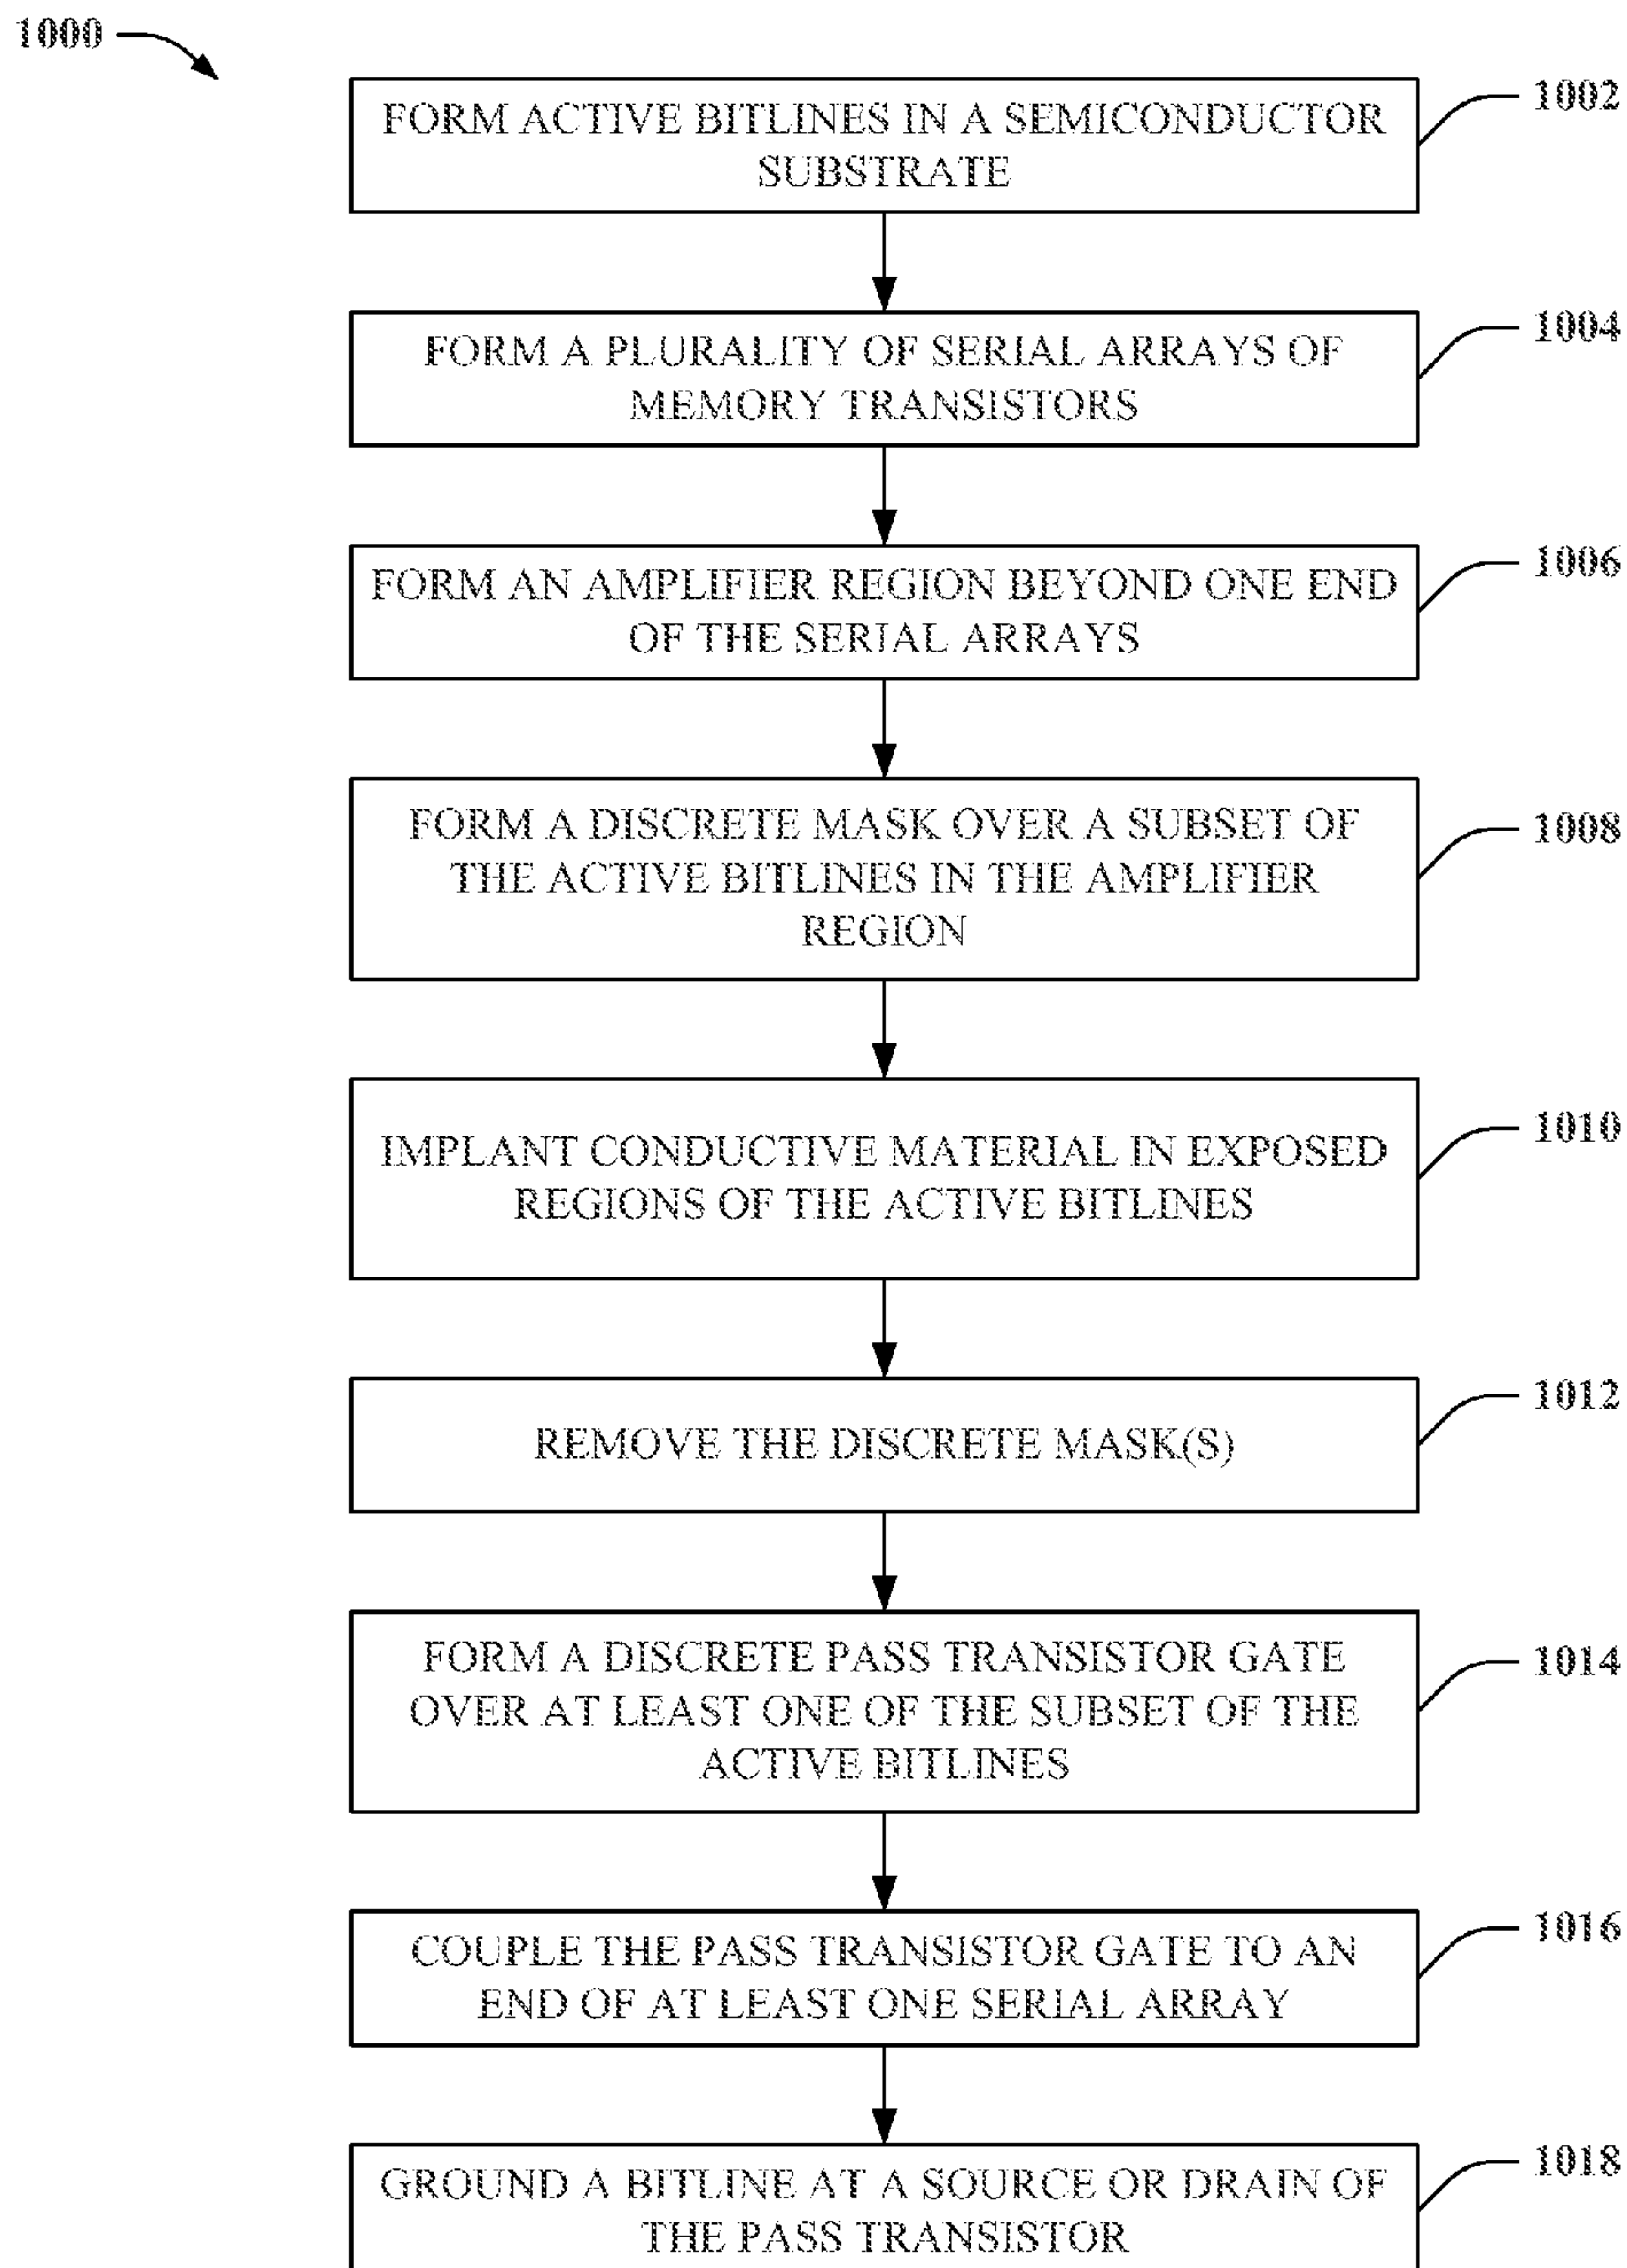 1000
FORM ACTIVE BITLINES IN A SEMICONDUCTOR
SUBSTRATE
1002
FORM A PLURALITY OF SERIAL ARRAYS OF
MEMORY TRANSISTORS
1004
FORM AN AMPLIFIER REGION BEYOND ONE END
OF THE SERIAL ARRAYS
1006
FORM A DISCRETE MASK OVER A SUBSET OF
THE ACTIVE BITLINES IN THE AMPLIFIER
REGION
1008
IMPLANT CONDUCTIVE MATERIAL IN EXPOSED
REGIONS OF THE ACTIVE BITLINES
1010
REMOVE THE DISCRETE MASK(S)
1012
FORM A DISCRETE PASS TRANSISTOR GATE
OVER AT LEAST ONE OF THE SUBSET OF THE
ACTIVE BITLINES
1014
COUPLE THE PASS TRANSISTOR GATE TO AN
END OF AT LEAST ONE SERIAL ARRAY
1016
GROUND A BITLINE AT A SOURCE OR DRAIN OF
THE PASS TRANSISTOR
1018